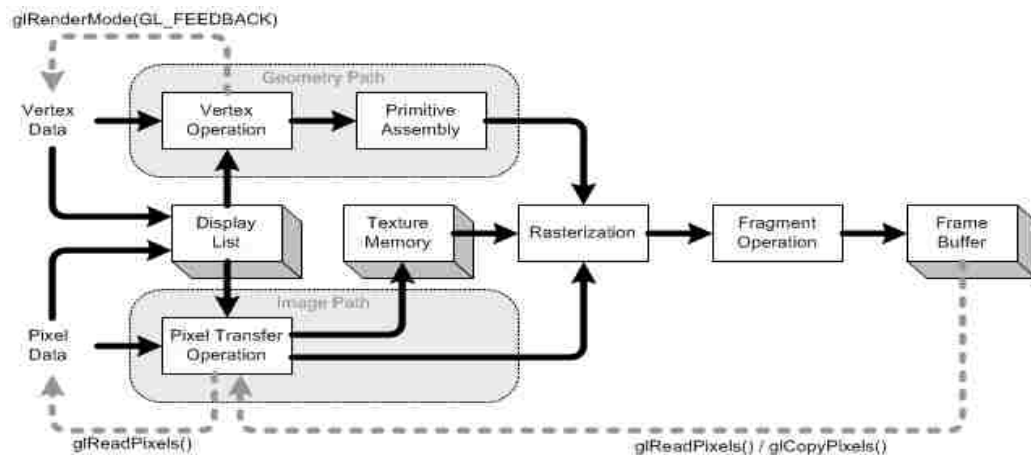 glRenderMode(GL_FEEDBACK)
Geometry Path
Vertex
Data
Vertex
Operation
Primitive
Assembly
Display
List
Texture
Memory
Rasterization
Fragment
Operation
Frame
Buffer
Image Path
Pixel
Data
Pixel Transfer
Operation
glReadPixels()
glReadPixels() / glCopyPixels()